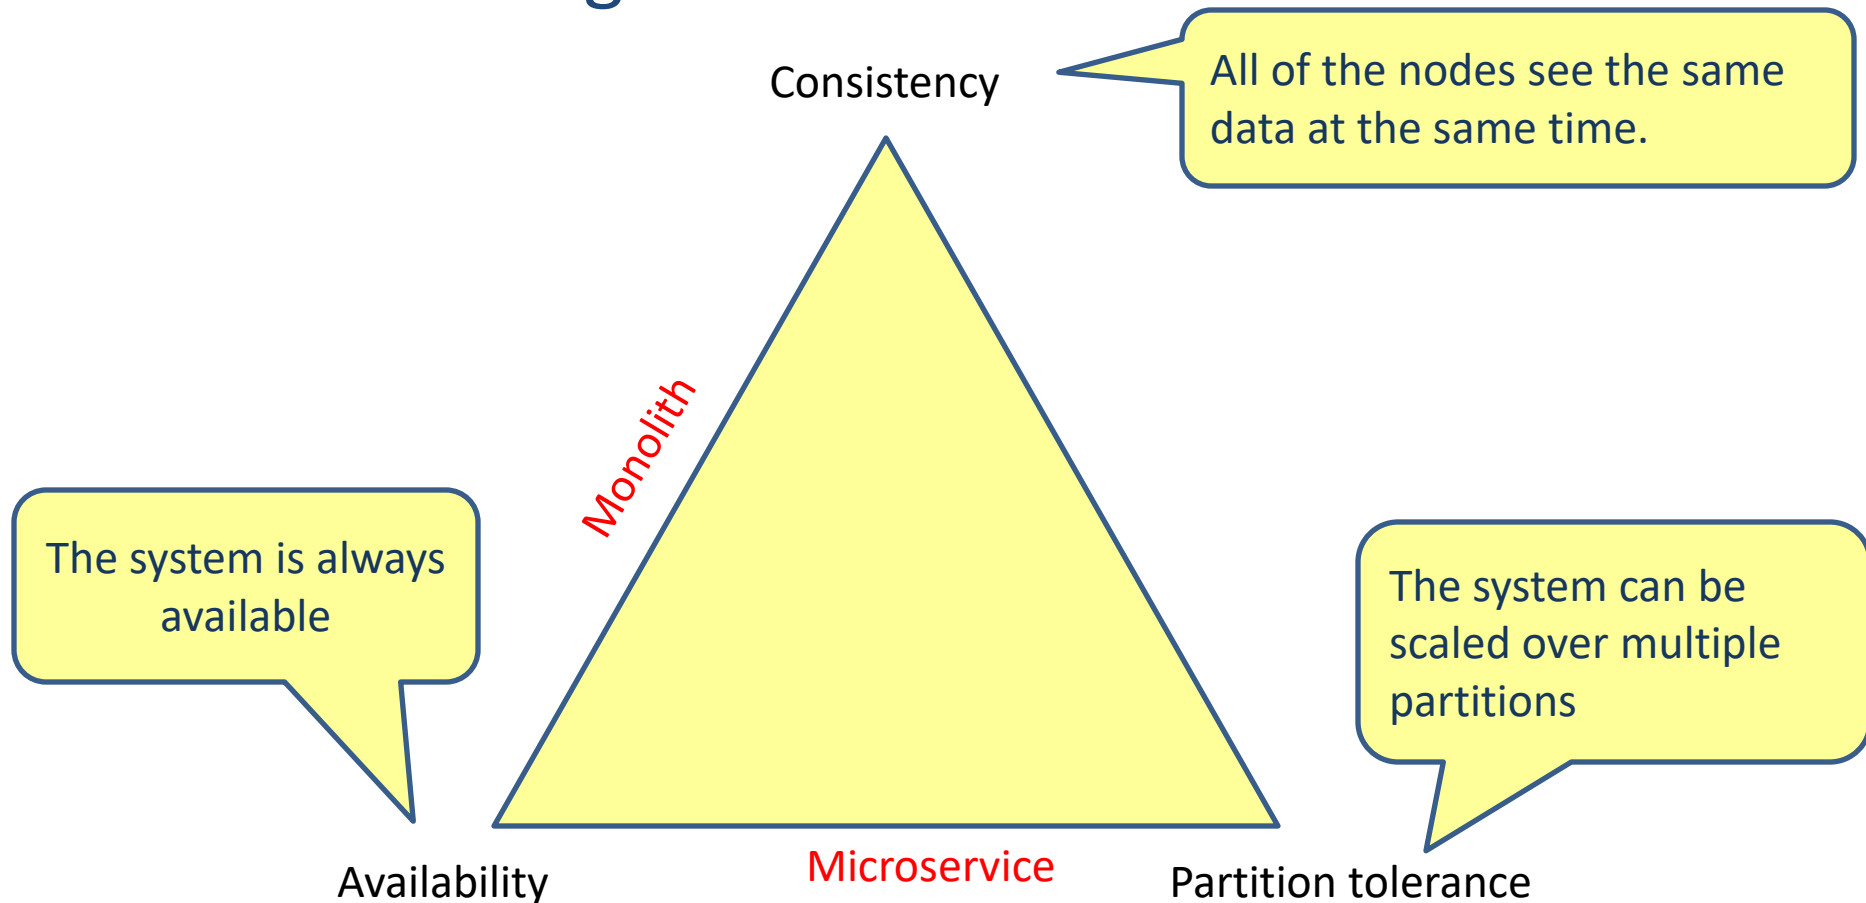 Consistency
All of the nodes see the same
data at the same time.
Monolith
The system is always
available
The system can be
scaled over multiple
partitions
Availability
Microservice
Partition tolerance